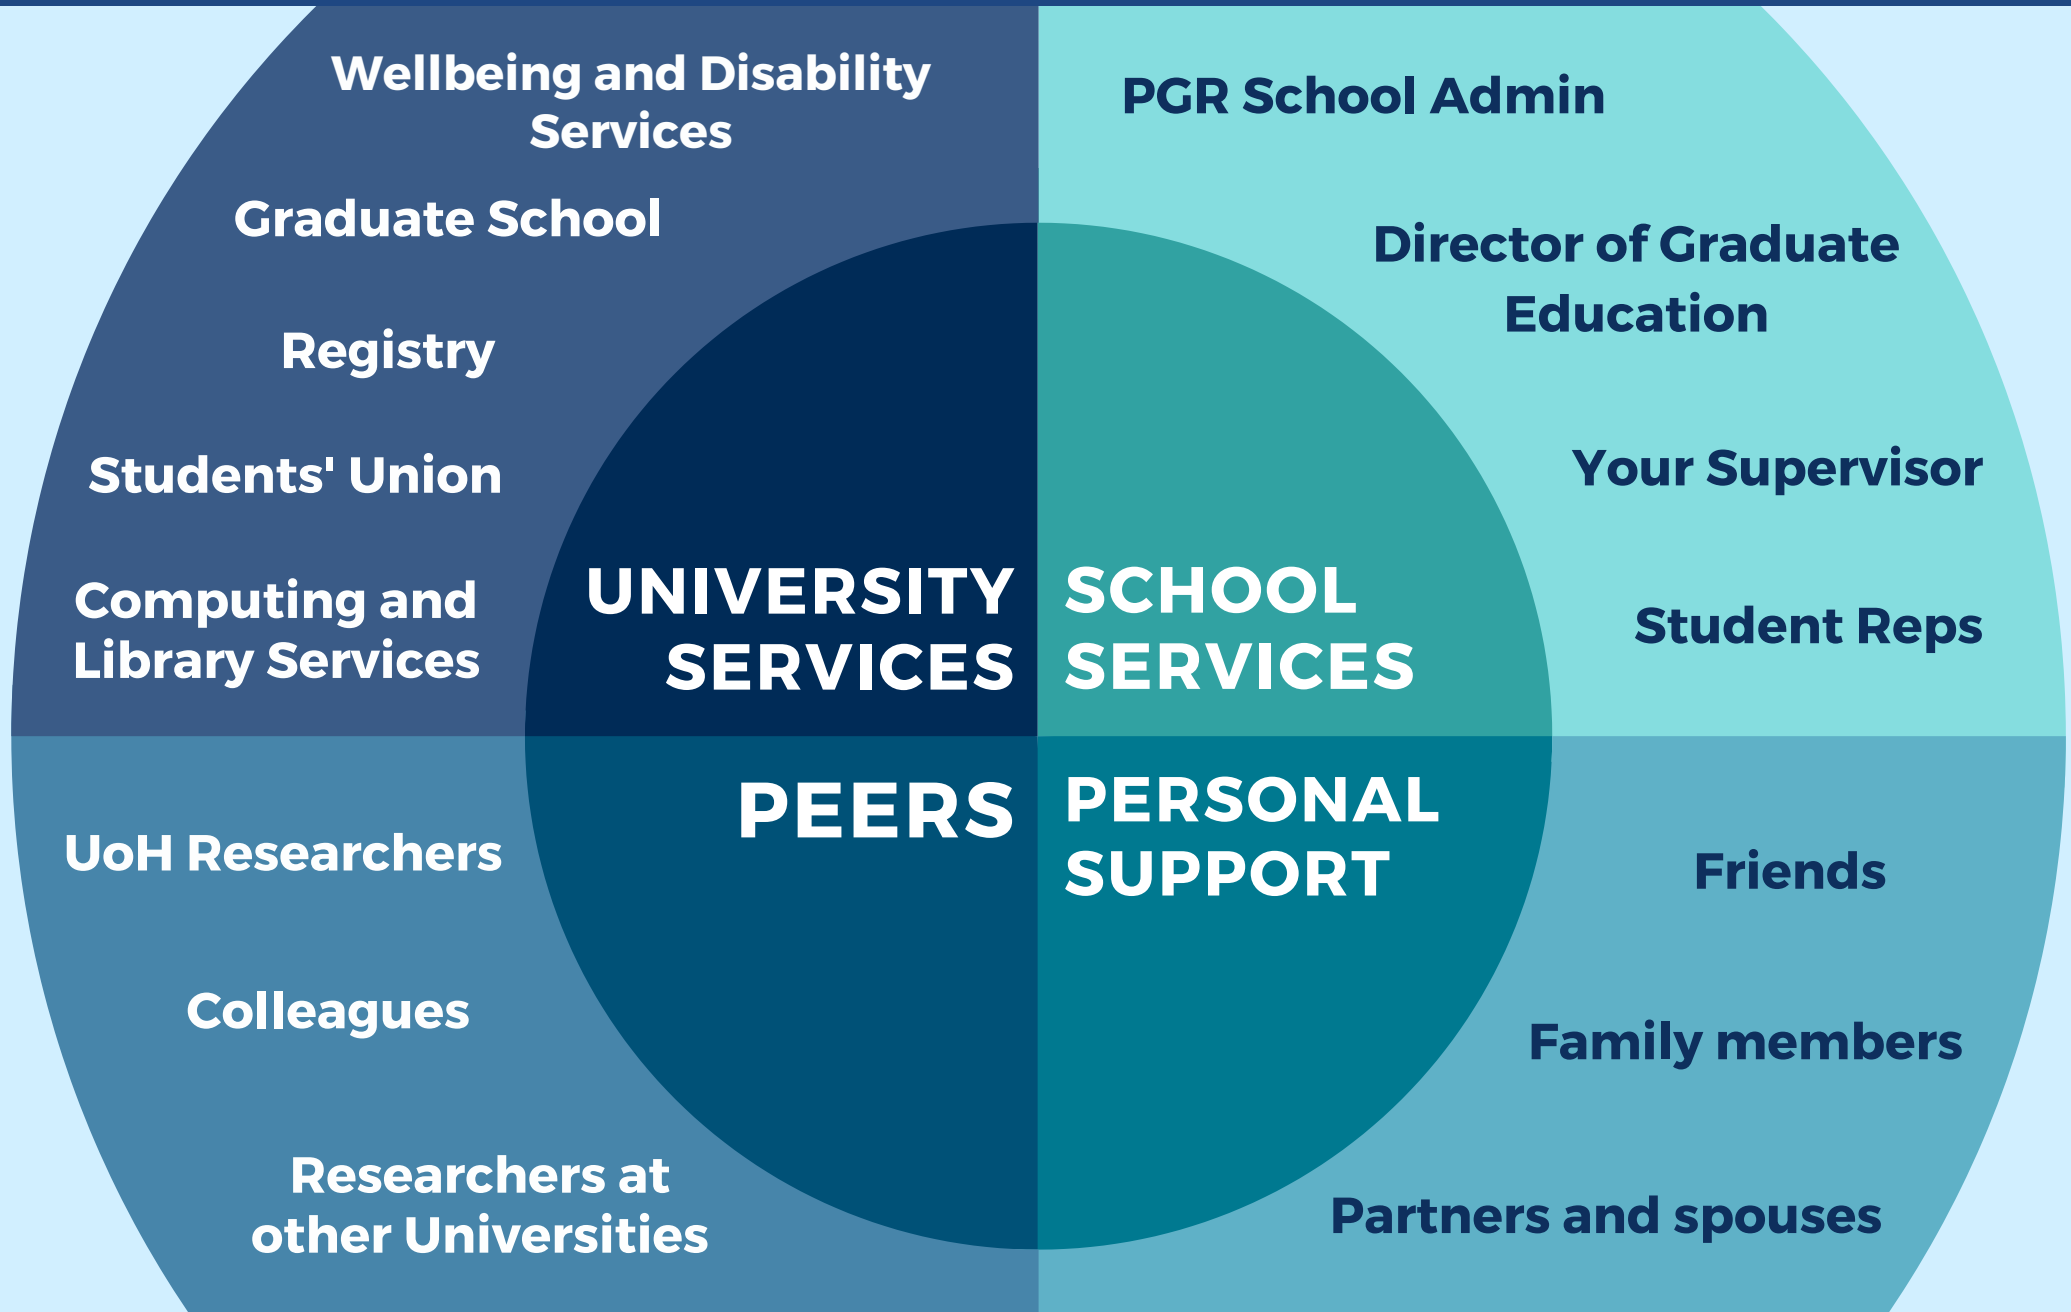 Wellbeing and Disability
Services
Graduate School
Registry
Students' Union
Computing and
Library Services
UNIVERSITY
SERVICES
PGR School Admin
Director of Graduate
Education
Your Supervisor
Student Reps
SCHOOL
SERVICES
PEERS
UoH Researchers
Colleagues
Researchers at
other Universities
PERSONAL
SUPPORT
Friends
Family members
Partners and spouses